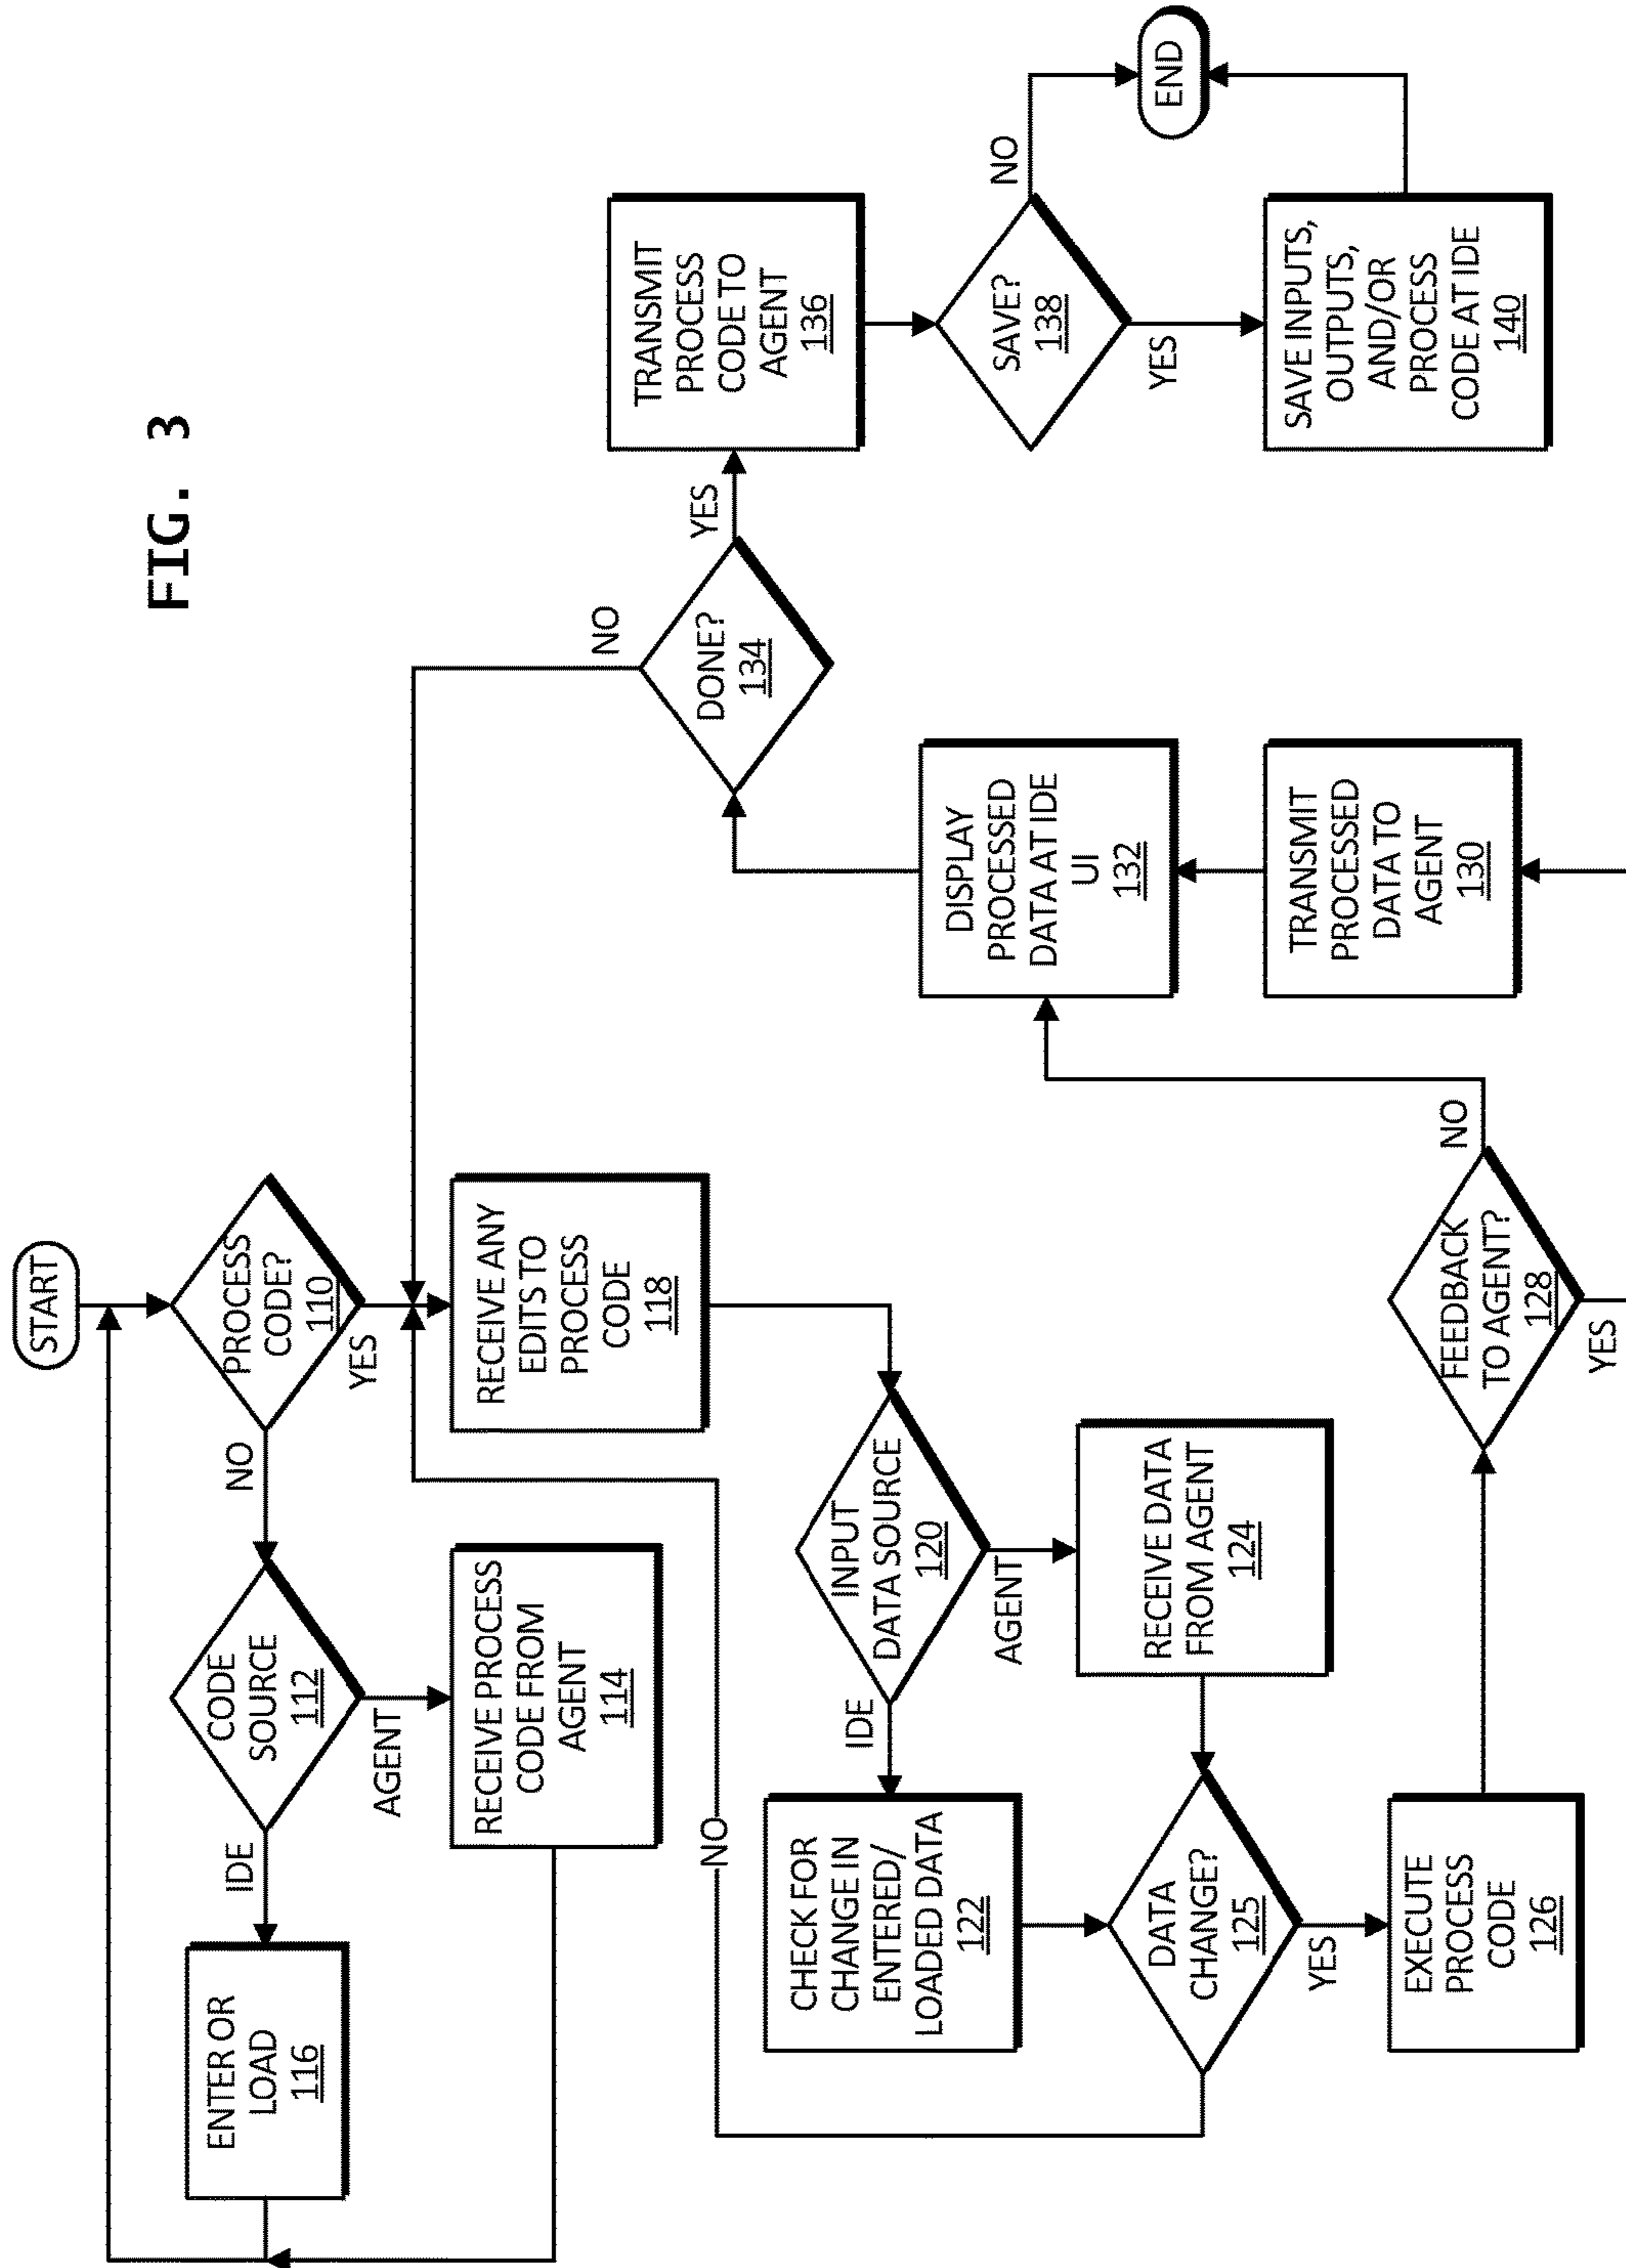 FIG. 3
START
PROCESS
CODE?
110
NO
YES
CODE
SOURCE
112
IDE
AGENT
ENTER OR
LOAD
116
RECEIVE PROCESS
CODE FROM
AGENT
114
RECEIVE ANY
EDITS TO
PROCESS
CODE
118
INPUT
DATA SOURCE
120
IDE
AGENT
CHECK FOR
CHANGE IN
ENTERED/
LOADED DATA
122
RECEIVE DATA
FROM AGENT
124
DATA
CHANGE?
125
NO
YES
EXECUTE
PROCESS
CODE
126
FEEDBACK
TO AGENT?
128
NO
YES
TRANSMIT
PROCESSED
DATA TO
AGENT
130
DISPLAY
PROCESSED
DATA AT IDE
UI
132
DONE?
134
NO
YES
TRANSMIT
PROCESS
CODE TO
AGENT
136
SAVE?
138
NO
YES
SAVE INPUTS,
OUTPUTS,
AND/OR
PROCESS
CODE AT IDE
140
END